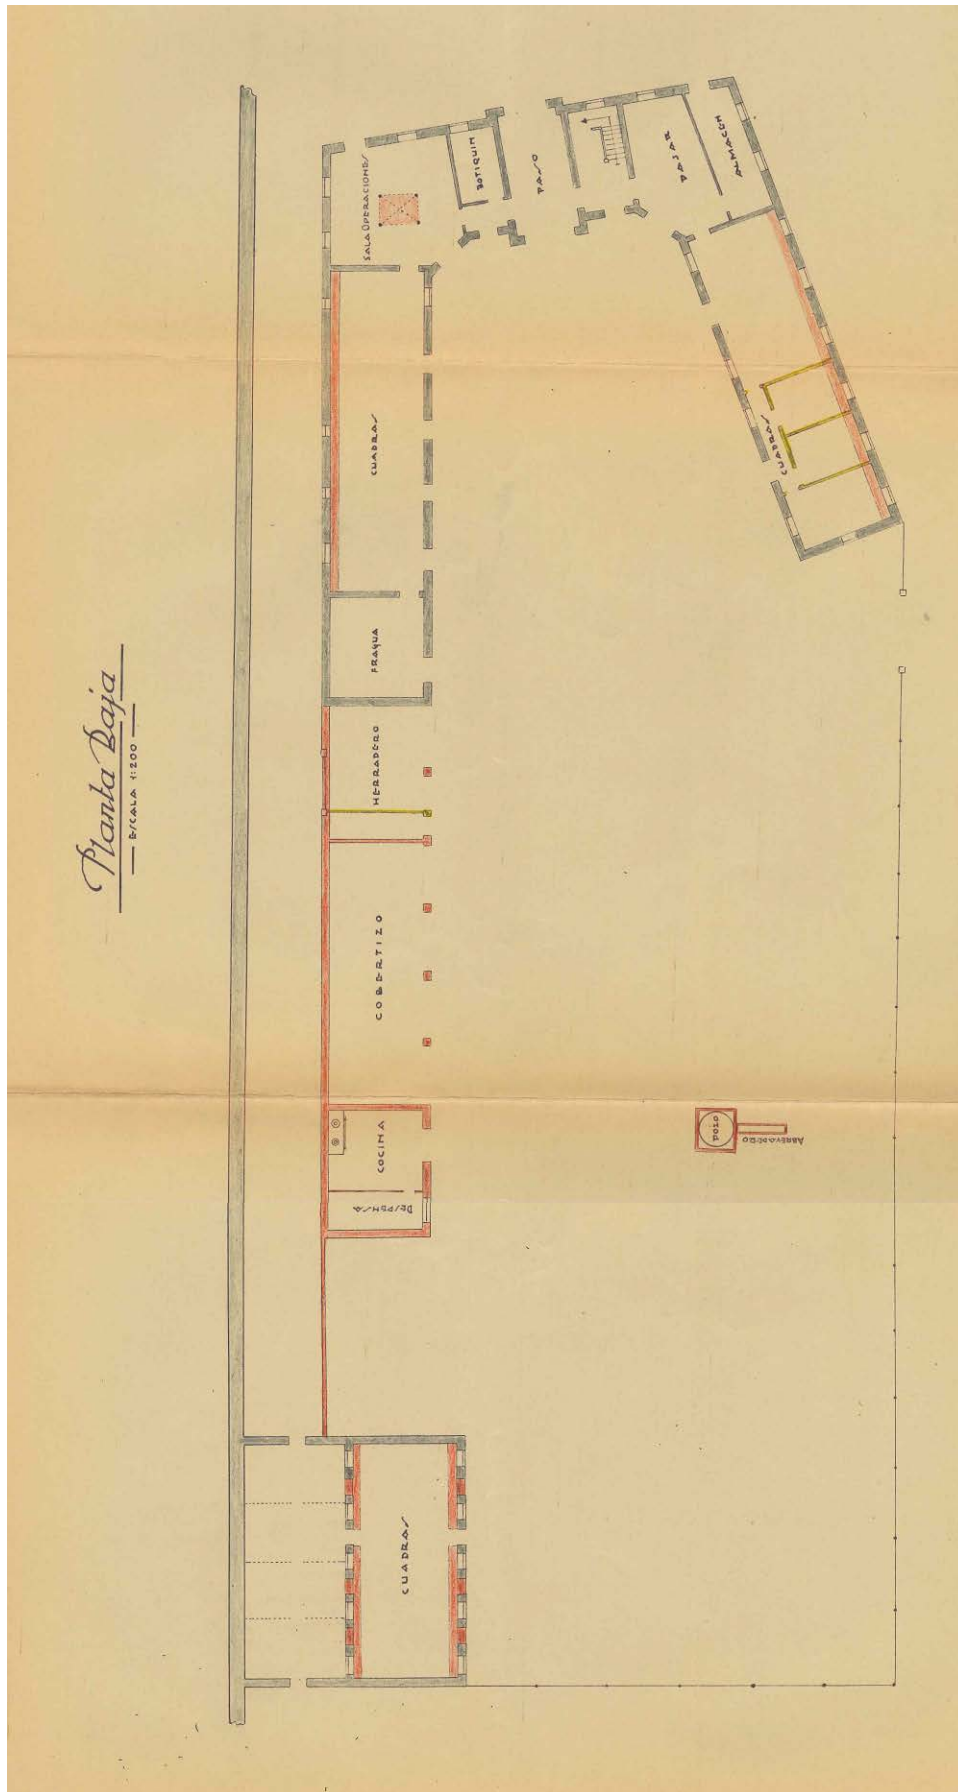 Planta Baja
ESCALA 1:200
SALA OPERACIONES
BOTIQUIN
PASO
PAJAR
ALMACEN
CUADRAS
CUADRAS
FRAGUA
HERRADERO
COBERTIZO
COCINA
DESPENSA
POZO
ABREVADERO
CUADRAS